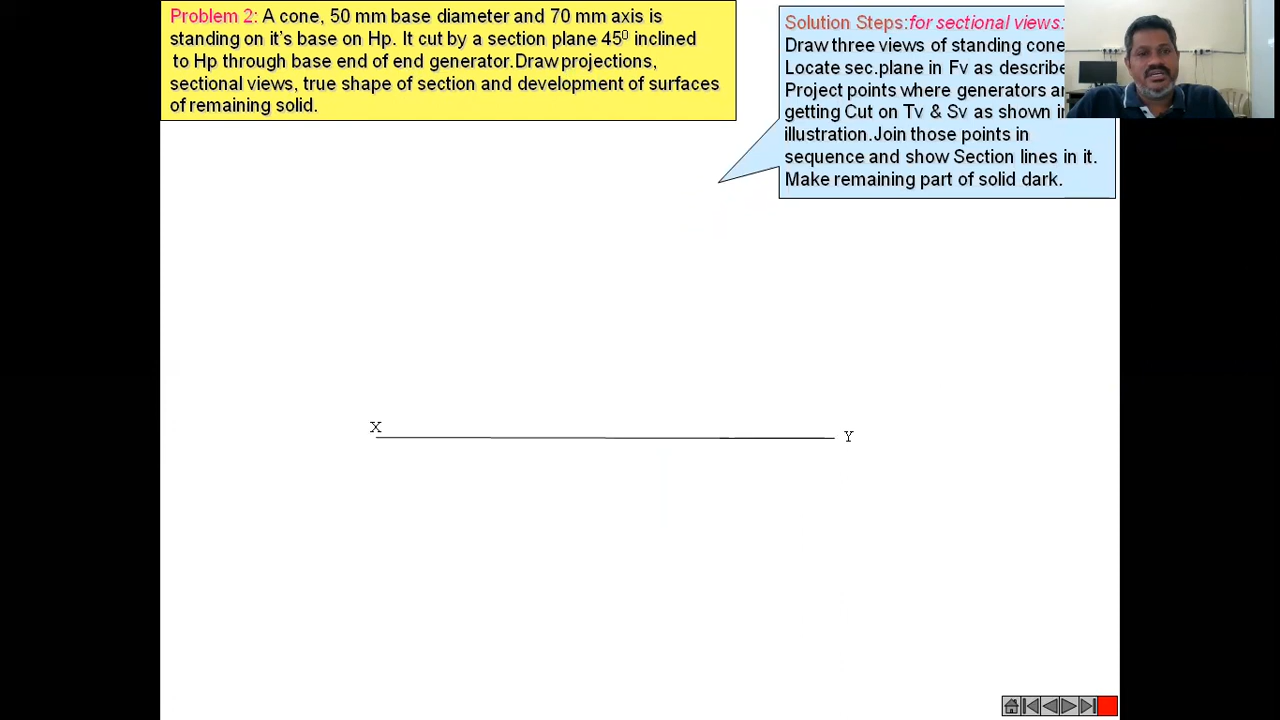 Problem 2: A cone, 50 mm base diameter and 70 mm axis is
standing on it's base on Hp. It cut by a section plane 45⁰ inclined
to Hp through base end of end generator.Draw projections,
sectional views, true shape of section and development of surfaces
of remaining solid.
Solution Steps:for sectional views:
Draw three views of standing cone
Locate sec.plane in Fv as describe
Project points where generators a
getting Cut on Tv & Sv as shown in
illustration.Join those points in
sequence and show Section lines in it.
Make remaining part of solid dark.
X
Y